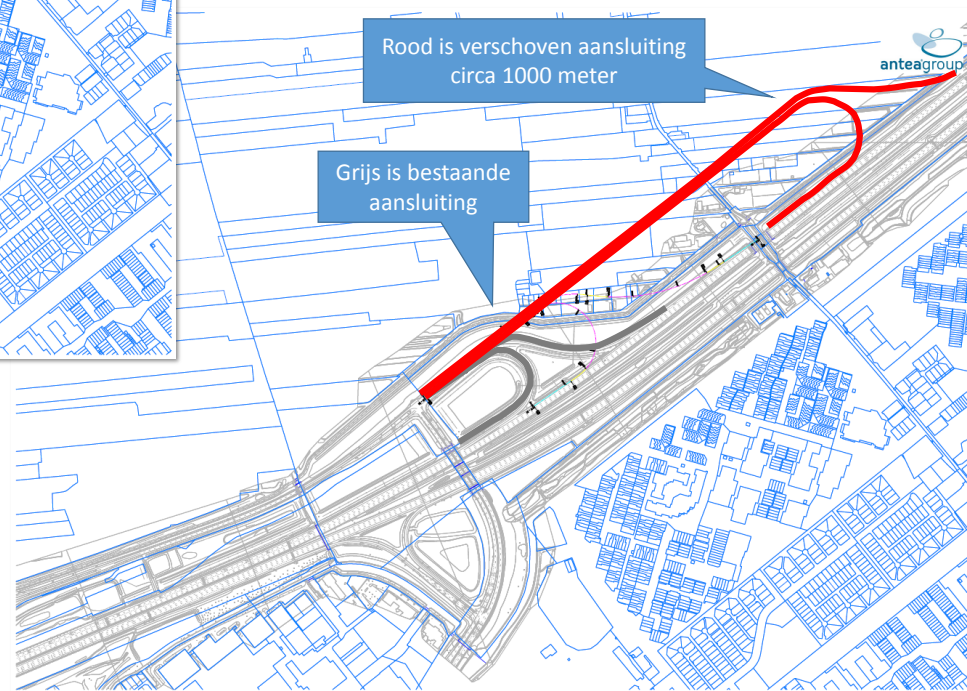 Rood is verschoven aansluiting
circa 1000 meter
anteagroup
Grijs is bestaande
aansluiting